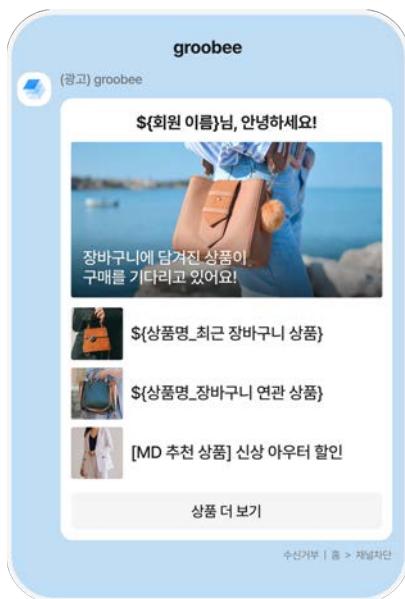 groobee
(광고) groobee
${회원 이름}님, 안녕하세요!
장바구니에 담겨진 상품이
구매를 기다리고 있어요!
${상품명_최근 장바구니 상품}
${상품명_장바구니 연관 상품}
[MD 추천 상품] 신상 아우터 할인
상품 더 보기
수신거부 | 홈 > 채널차단